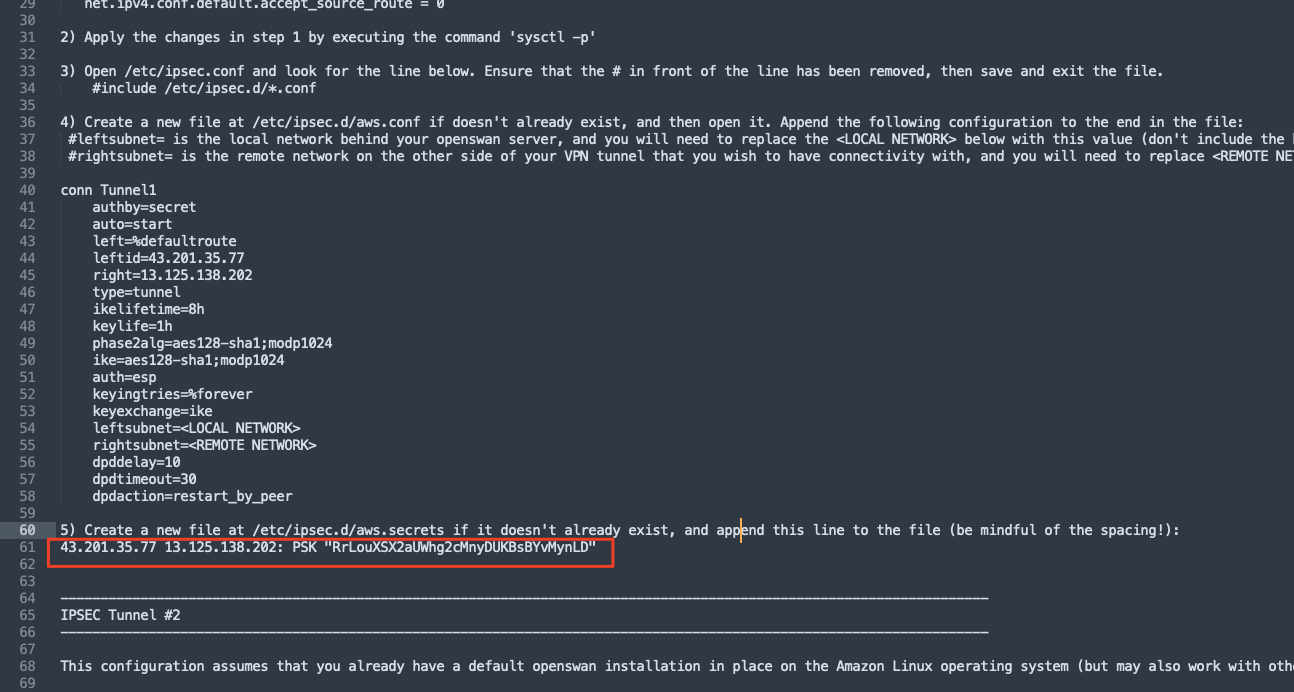 29 net.ipv4.conf.default.accept_source_route = 0
30
31 2) Apply the changes in step 1 by executing the command 'sysctl -p'
32
33 3) Open /etc/ipsec.conf and look for the line below. Ensure that the # in front of the line has been removed, then save and exit the file.
34 #include /etc/ipsec.d/*.conf
35
36 4) Create a new file at /etc/ipsec.d/aws.conf if doesn't already exist, and then open it. Append the following configuration to the end in the file:
37 #leftsubnet= is the local network behind your openswan server, and you will need to replace the <LOCAL NETWORK> below with this value (don't include the
38 #rightsubnet= is the remote network on the other side of your VPN tunnel that you wish to have connectivity with, and you will need to replace <REMOTE NE
39
40 conn Tunnel1
41 authby=secret
42 auto=start
43 left=%defaultroute
44 leftid=43.201.35.77
45 right=13.125.138.202
46 type=tunnel
47 ikelifetime=8h
48 keylife=1h
49 phase2alg=aes128-sha1;modp1024
50 ike=aes128-sha1;modp1024
51 auth=esp
52 keyingtries=%forever
53 keyexchange=ike
54 leftsubnet=<LOCAL NETWORK>
55 rightsubnet=<REMOTE NETWORK>
56 dpddelay=10
57 dpdtimeout=30
58 dpdaction=restart_by_peer
59
60 5) Create a new file at /etc/ipsec.d/aws.secrets if it doesn't already exist, and append this line to the file (be mindful of the spacing!):
61 43.201.35.77 13.125.138.202: PSK "RrLouXSX2aUWhg2cMnyDUKBsBYvMynLD"
62
63
64 --------------------------------------------------------------------------------------------------------------------
65 IPSEC Tunnel #2
66 --------------------------------------------------------------------------------------------------------------------
67
68 This configuration assumes that you already have a default openswan installation in place on the Amazon Linux operating system (but may also work with oth
69